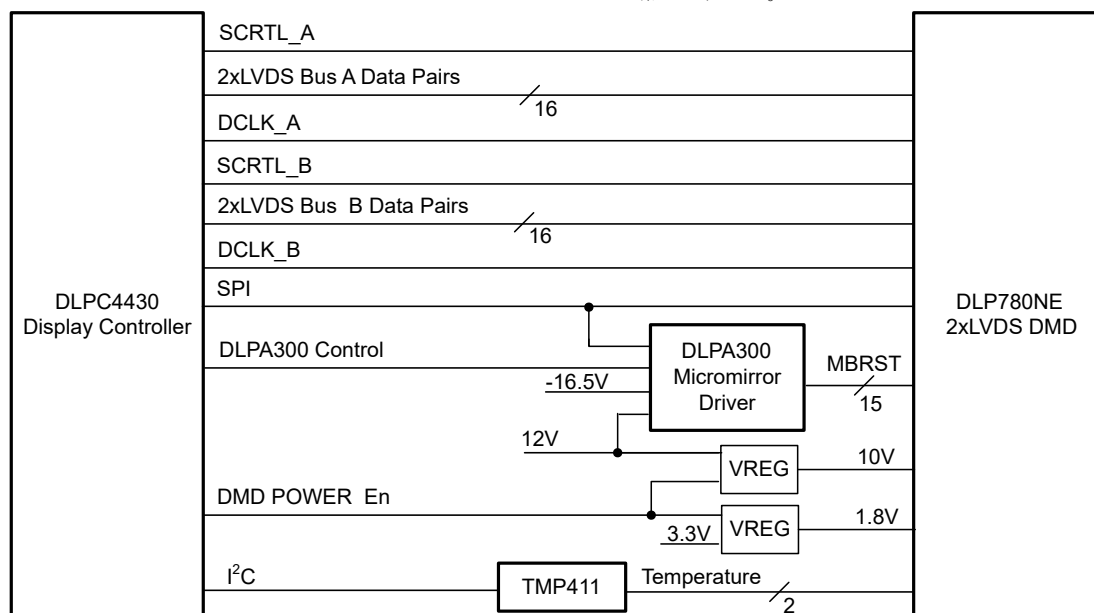 SCRTL_A
2xLVDS Bus A Data Pairs
16
DCLK_A
SCRTL_B
2xLVDS Bus B Data Pairs
16
DCLK_B
SPI
DLPC4430
Display Controller
DLP780NE
2xLVDS DMD
DLPA300 Control
DLPA300
Micromirror
Driver
MBRST
15
-16.5V
12V
VREG
10V
DMD POWER En
3.3V
VREG
1.8V
I²C
TMP411
Temperature
2